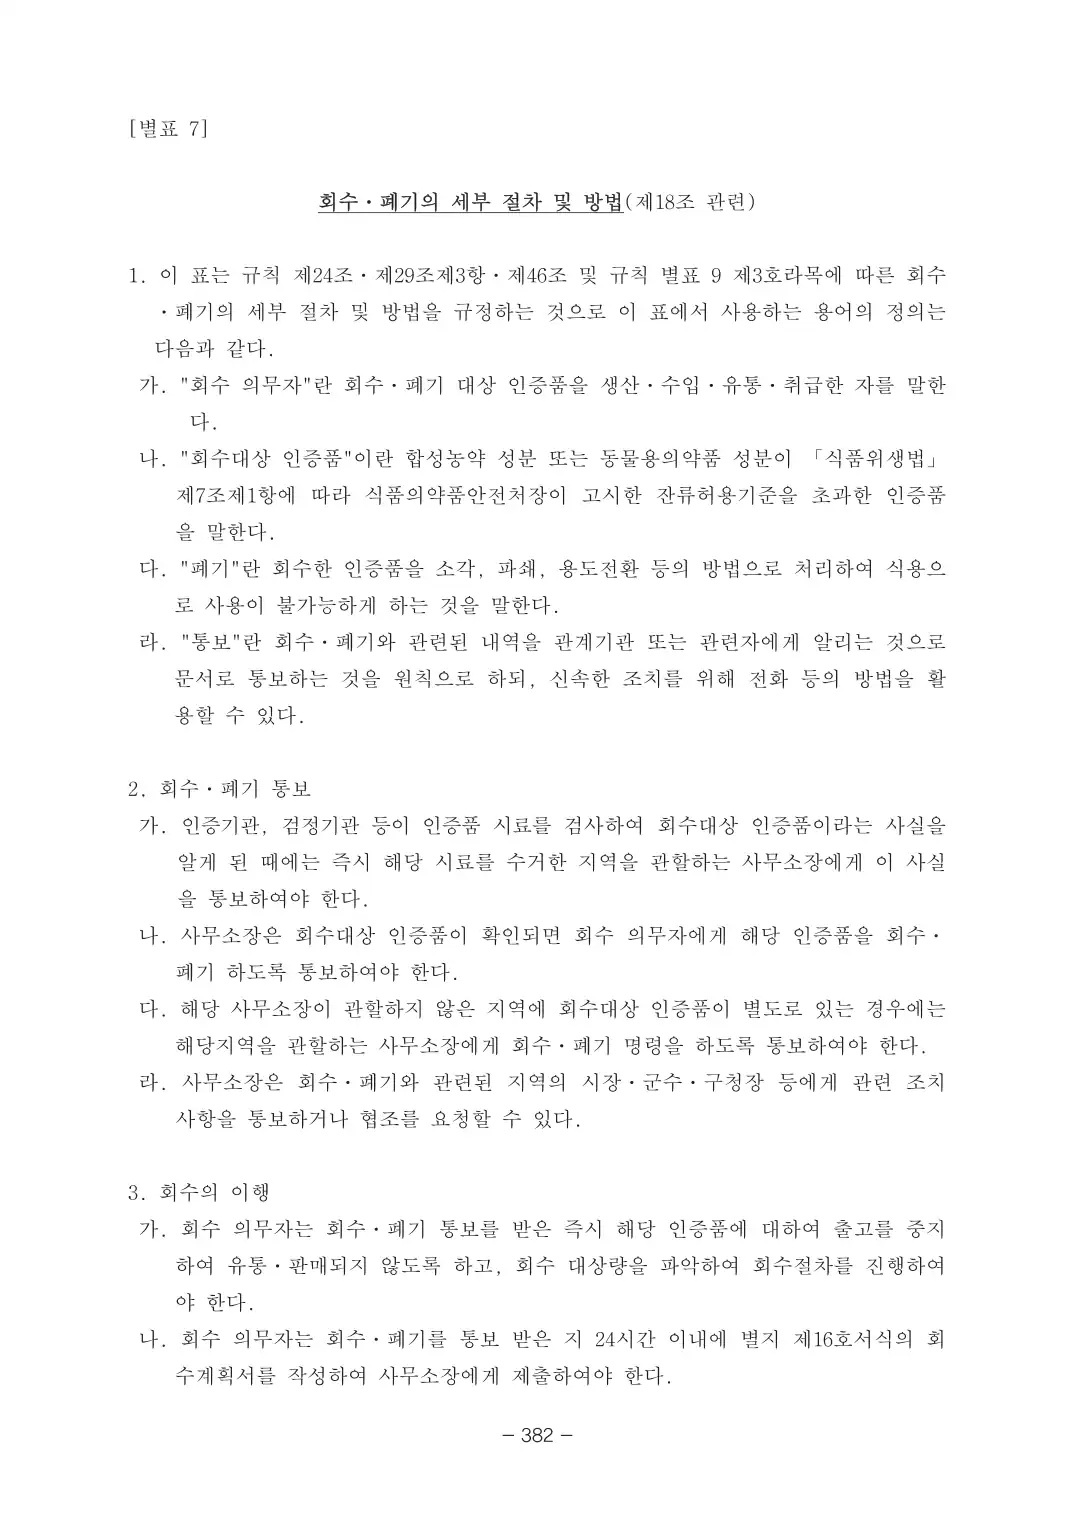 [별표 7]
회수・폐기의 세부 절차 및 방법(제18조 관련)
1. 이 표는 규칙 제24조・제29조제3항・제46조 및 규칙 별표 9 제3호라목에 따른 회수
・폐기의 세부 절차 및 방법을 규정하는 것으로 이 표에서 사용하는 용어의 정의는
다음과 같다.
가. "회수 의무자"란 회수・폐기 대상 인증품을 생산・수입・유통・취급한 자를 말한
다.
나. "회수대상 인증품"이란 합성농약 성분 또는 동물용의약품 성분이 「식품위생법」
제7조제1항에 따라 식품의약품안전처장이 고시한 잔류허용기준을 초과한 인증품
을 말한다.
다. "폐기"란 회수한 인증품을 소각, 파쇄, 용도전환 등의 방법으로 처리하여 식용으
로 사용이 불가능하게 하는 것을 말한다.
라. "통보"란 회수・폐기와 관련된 내역을 관계기관 또는 관련자에게 알리는 것으로
문서로 통보하는 것을 원칙으로 하되, 신속한 조치를 위해 전화 등의 방법을 활
용할 수 있다.
2. 회수・폐기 통보
가. 인증기관, 검정기관 등이 인증품 시료를 검사하여 회수대상 인증품이라는 사실을
알게 된 때에는 즉시 해당 시료를 수거한 지역을 관할하는 사무소장에게 이 사실
을 통보하여야 한다.
나. 사무소장은 회수대상 인증품이 확인되면 회수 의무자에게 해당 인증품을 회수・
폐기 하도록 통보하여야 한다.
다. 해당 사무소장이 관할하지 않은 지역에 회수대상 인증품이 별도로 있는 경우에는
해당지역을 관할하는 사무소장에게 회수・폐기 명령을 하도록 통보하여야 한다.
라. 사무소장은 회수・폐기와 관련된 지역의 시장・군수・구청장 등에게 관련 조치
사항을 통보하거나 협조를 요청할 수 있다.
3. 회수의 이행
가. 회수 의무자는 회수・폐기 통보를 받은 즉시 해당 인증품에 대하여 출고를 중지
하여 유통・판매되지 않도록 하고, 회수 대상량을 파악하여 회수절차를 진행하여
야 한다.
나. 회수 의무자는 회수・폐기를 통보 받은 지 24시간 이내에 별지 제16호서식의 회
수계획서를 작성하여 사무소장에게 제출하여야 한다.
- 382 -